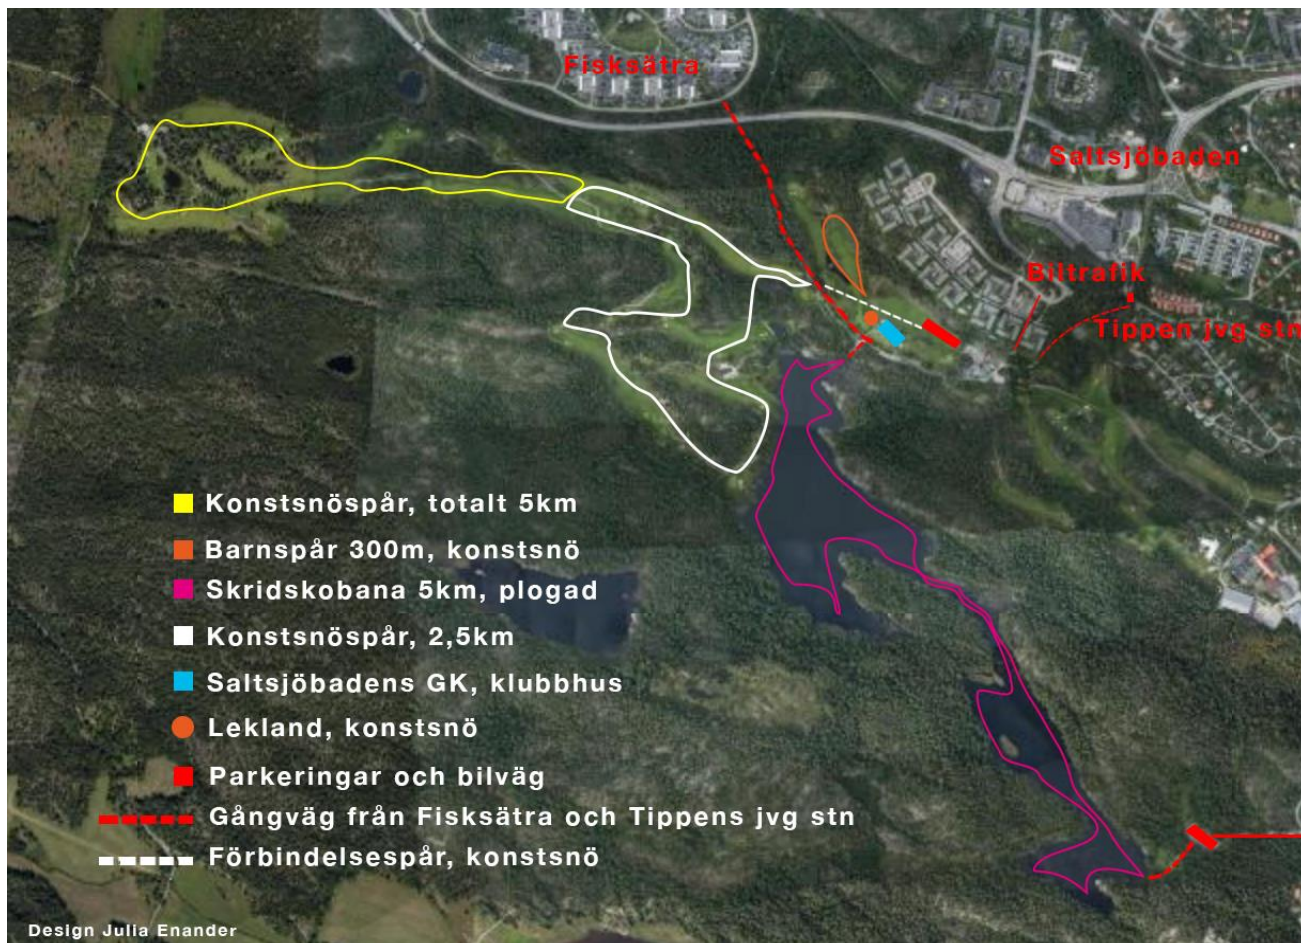 Fisksätra
Saltsjöbaden
Biltrafik
Tippen jvg stn
Konstsnöspår, totalt 5km
Barnspår 300m, konstsnö
Skridskobana 5km, plogad
Konstsnöspår, 2,5km
Saltsjöbadens GK, klubbhus
Lekland, konstsnö
Parkeringar och bilväg
Gångväg från Fisksätra och Tippens jvg stn
Förbindelsespår, konstsnö
Design Julia Enander